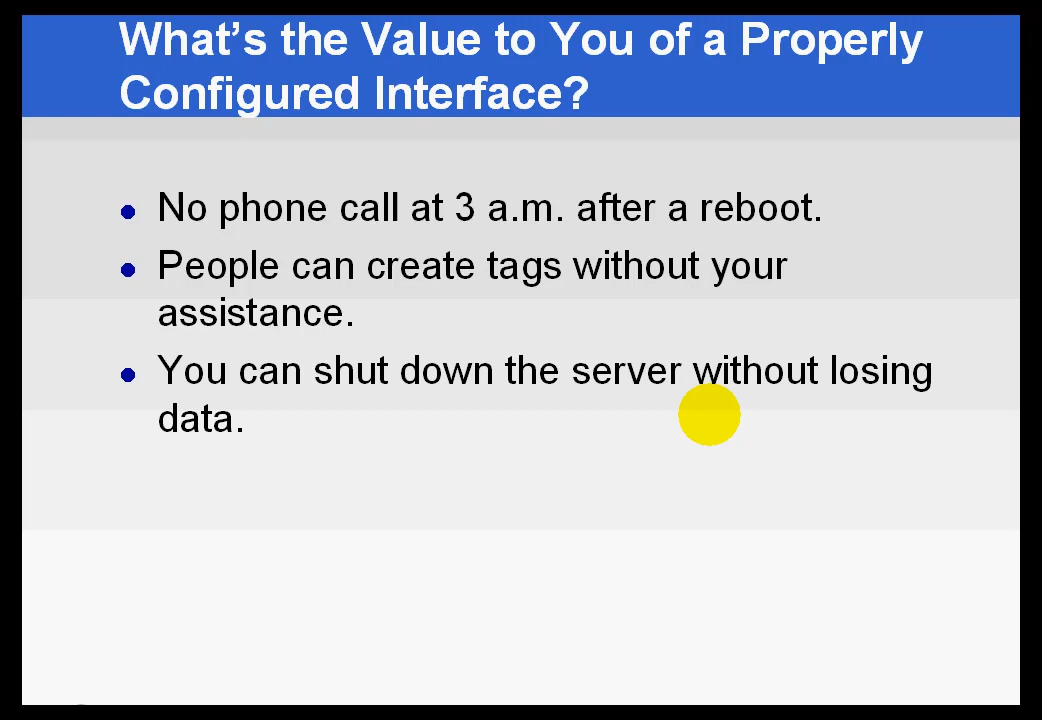 What's the Value to You of a Properly
Configured Interface?
• No phone call at 3 a.m. after a reboot.
• People can create tags without your
assistance.
• You can shut down the server without losing
data.